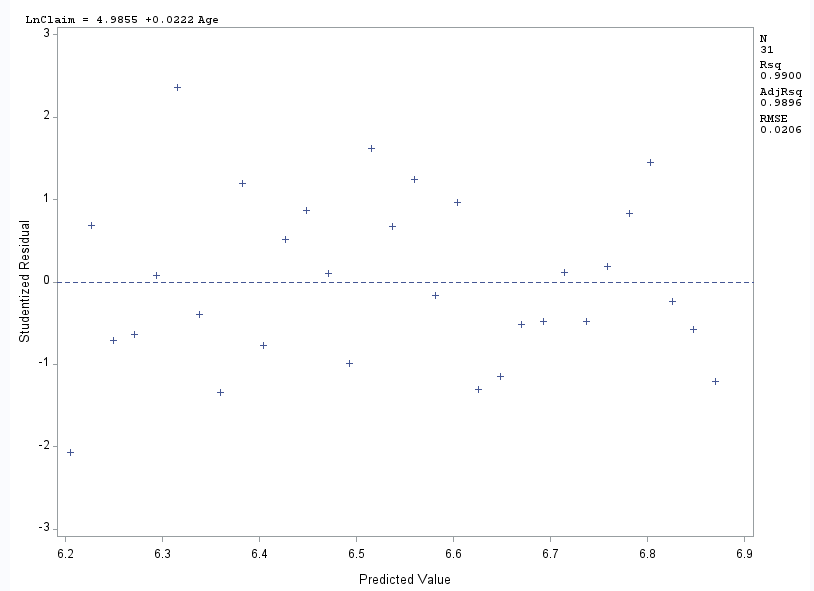 LnClaim = 4.9855 +0.0222 Age
N
31
Rsq
0.9900
AdjRsq
0.9896
RMSE
0.0206
3
2
1
0
-1
-2
-3
Studentized Residual
6.2 6.3 6.4 6.5 6.6 6.7 6.8 6.9
Predicted Value